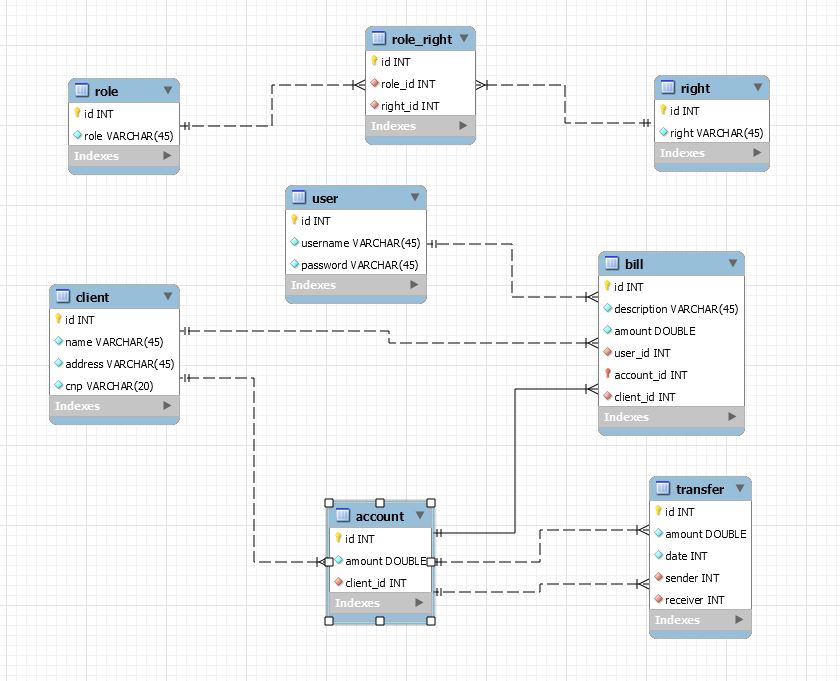 role_right
id INT
role_id INT
right_id INT
Indexes
role
id INT
role VARCHAR(45)
Indexes
right
id INT
right VARCHAR(45)
Indexes
user
id INT
username VARCHAR(45)
password VARCHAR(45)
Indexes
bill
id INT
description VARCHAR(45)
amount DOUBLE
user_id INT
account_id INT
client_id INT
Indexes
client
id INT
name VARCHAR(45)
address VARCHAR(45)
cnp VARCHAR(20)
Indexes
account
id INT
amount DOUBLE
client_id INT
Indexes
transfer
id INT
amount DOUBLE
date INT
sender INT
receiver INT
Indexes